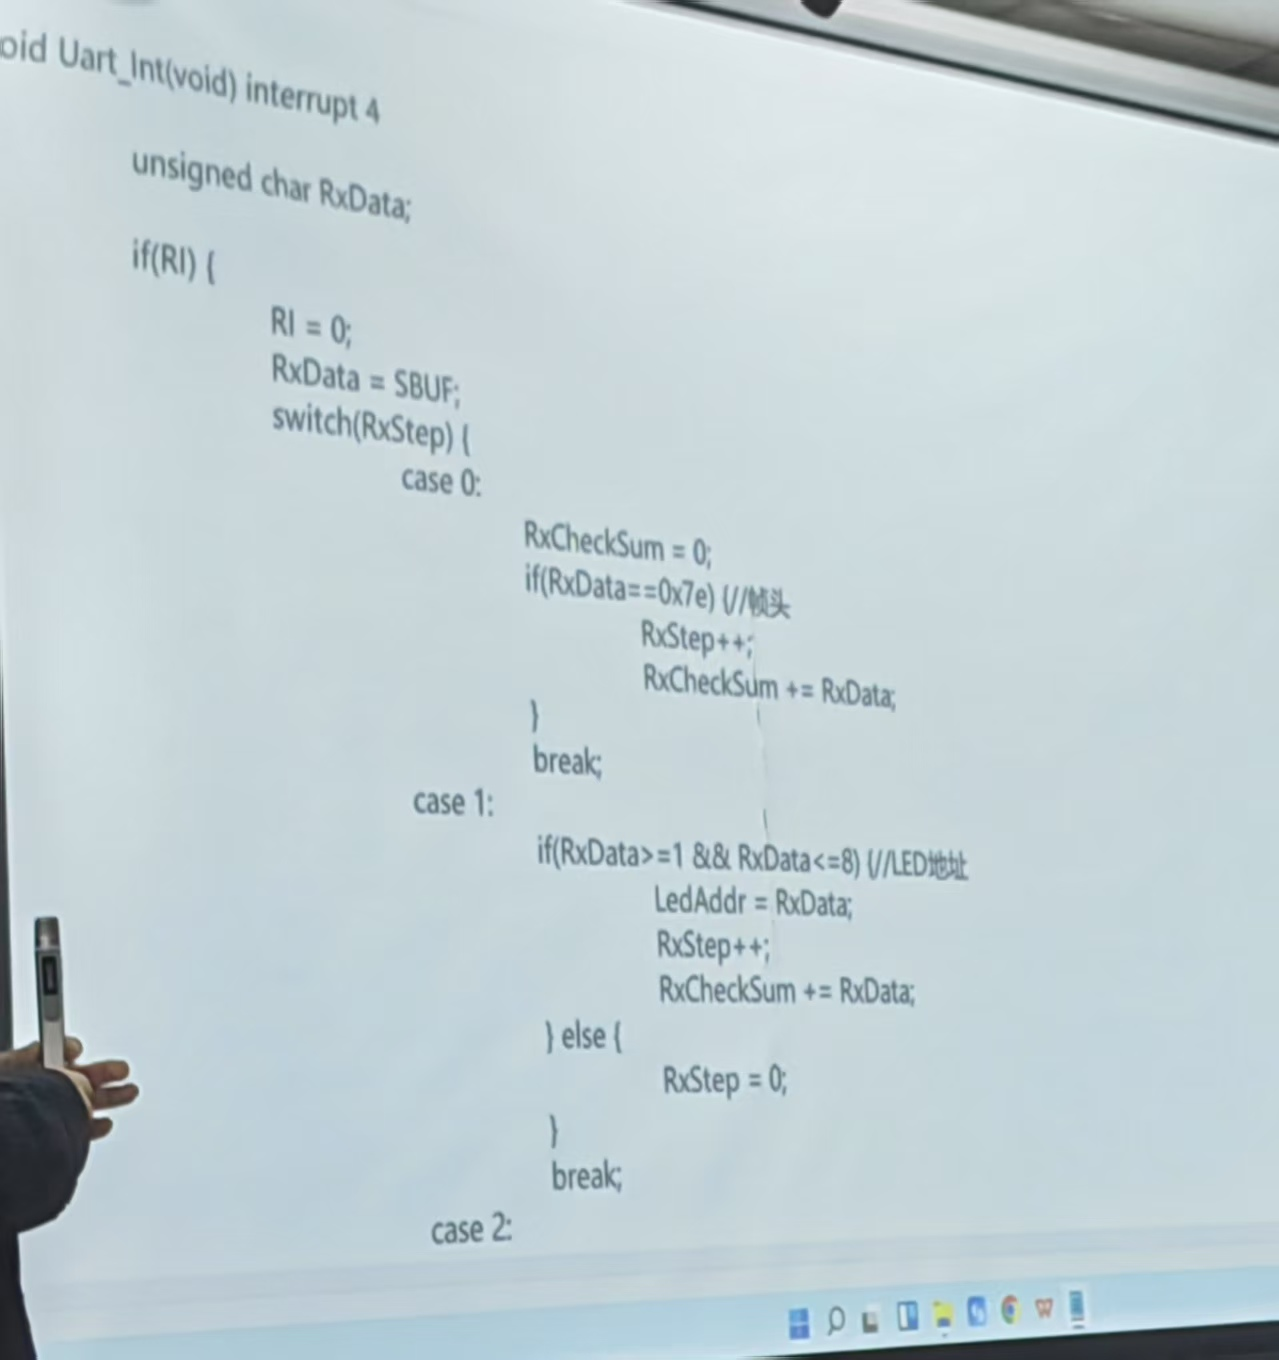 oid Uart_Int(void) interrupt 4
unsigned char RxData;
if(RI) {
RI = 0;
RxData = SBUF;
switch(RxStep) {
case 0:
RxCheckSum = 0;
if(RxData==0x7e) {//帧头
RxStep++;
RxCheckSum += RxData;
}
break;
case 1:
if(RxData>=1 && RxData<=8) {//LED地址
LedAddr = RxData;
RxStep++;
RxCheckSum += RxData;
} else {
RxStep = 0;
}
break;
case 2: